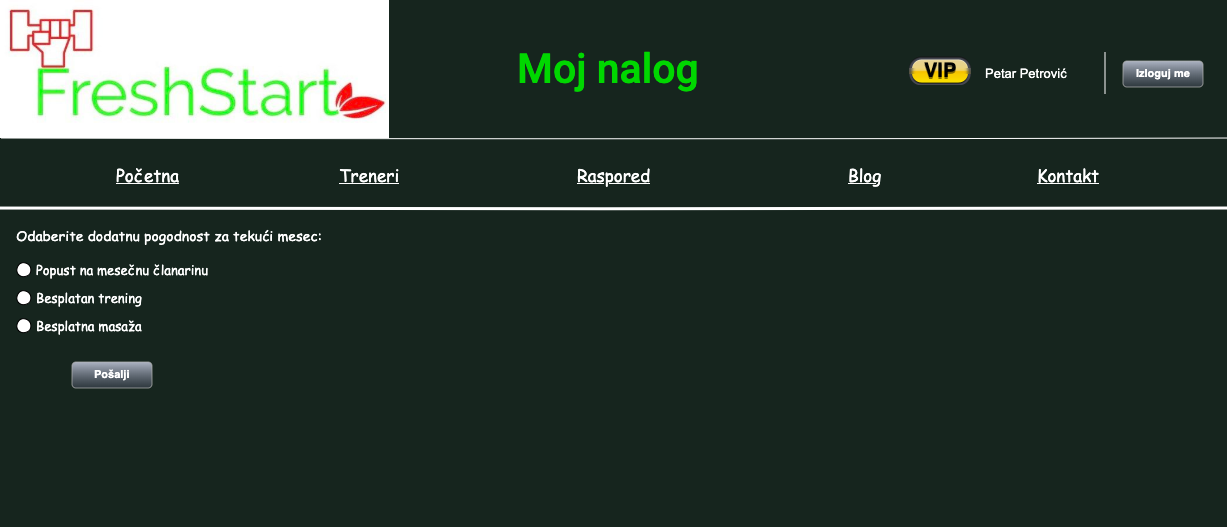 FreshStart
Moj nalog
VIP
Petar Petrović
Izloguj me
Početna
Treneri
Raspored
Blog
Kontakt
Odaberite dodatnu pogodnost za tekući mesec:
Popust na mesečnu članarinu
Besplatan trening
Besplatna masaža
Pošalji